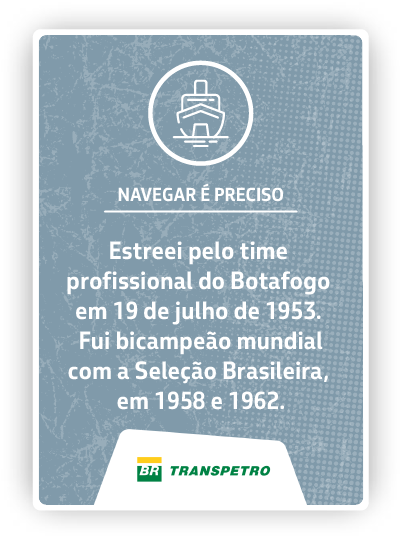 NAVEGAR É PRECISO
Estreei pelo time
profissional do Botafogo
em 19 de julho de 1953.
Fui bicampeão mundial
com a Seleção Brasileira,
em 1958 e 1962.
BR TRANSPETRO